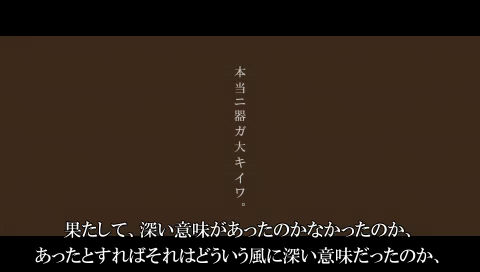 本当ニ器ガ大キイワ。
果たして、深い意味があったのかなかったのか、
あったとすればそれはどういう風に深い意味だったのか、